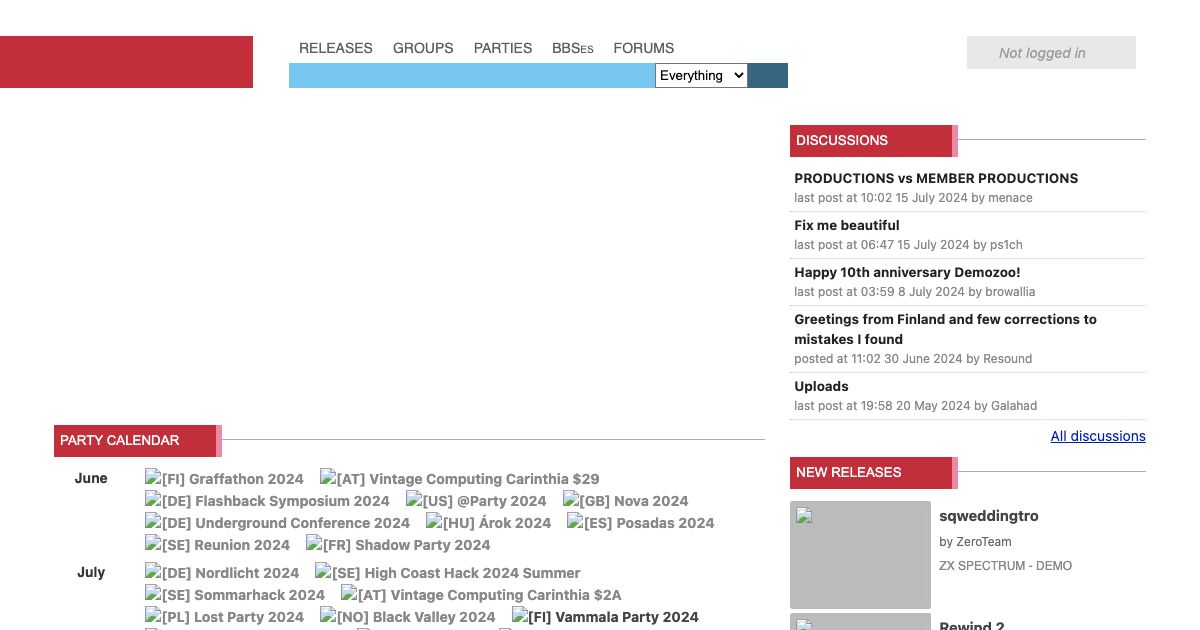 RELEASES GROUPS PARTIES BBSes FORUMS
Everything
Not logged in
DISCUSSIONS
PRODUCTIONS vs MEMBER PRODUCTIONS
last post at 10:02 15 July 2024 by menace
Fix me beautiful
last post at 06:47 15 July 2024 by ps1ch
Happy 10th anniversary Demozoo!
last post at 03:59 8 July 2024 by browallia
Greetings from Finland and few corrections to
mistakes I found
posted at 11:02 30 June 2024 by Resound
Uploads
last post at 19:58 20 May 2024 by Galahad
All discussions
PARTY CALENDAR
June
[FI] Graffathon 2024 [AT] Vintage Computing Carinthia $29
[DE] Flashback Symposium 2024 [US] @Party 2024 [GB] Nova 2024
[DE] Underground Conference 2024 [HU] Árok 2024 [ES] Posadas 2024
[SE] Reunion 2024 [FR] Shadow Party 2024
July
[DE] Nordlicht 2024 [SE] High Coast Hack 2024 Summer
[SE] Sommarhack 2024 [AT] Vintage Computing Carinthia $2A
[PL] Lost Party 2024 [NO] Black Valley 2024 [FI] Vammala Party 2024
NEW RELEASES
sqweddingtro
by ZeroTeam
ZX SPECTRUM - DEMO
Rewind 2